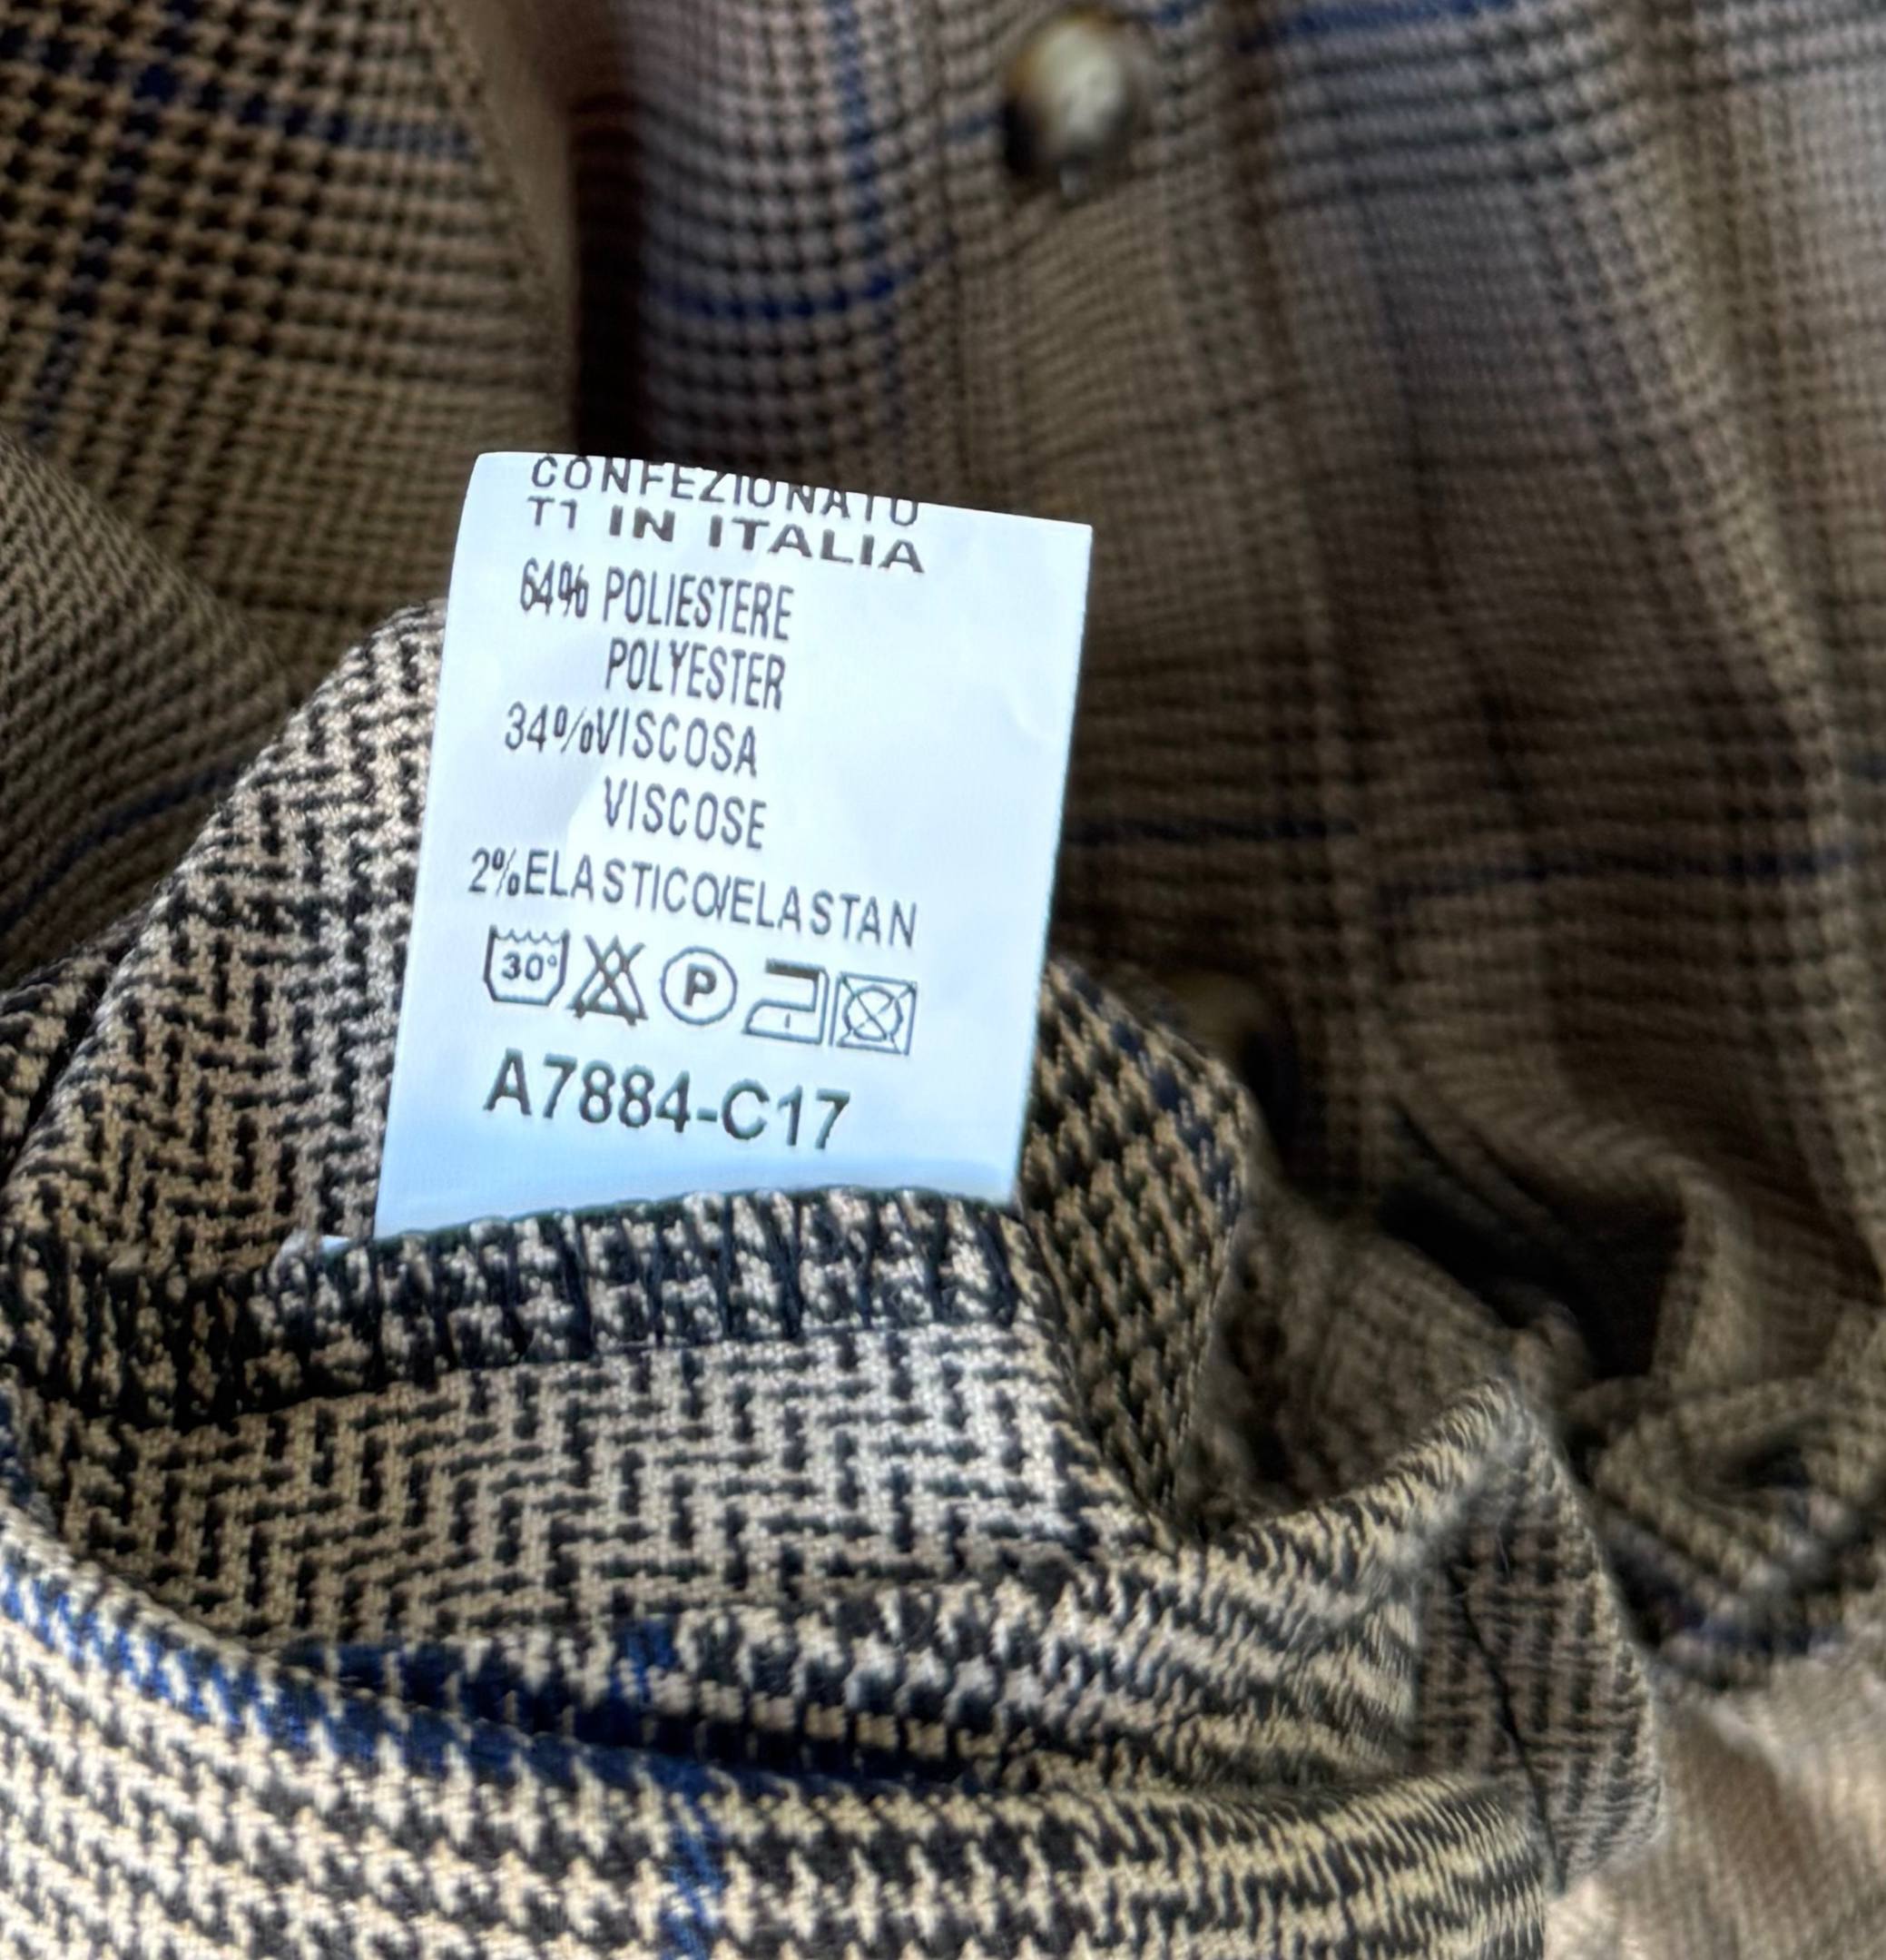 CONFEZIONATO
T1 IN ITALIA
64% POLIESTERE
POLYESTER
34%VISCOSA
VISCOSE
2%ELASTICO/ELASTAN
30° P
A7884-C17